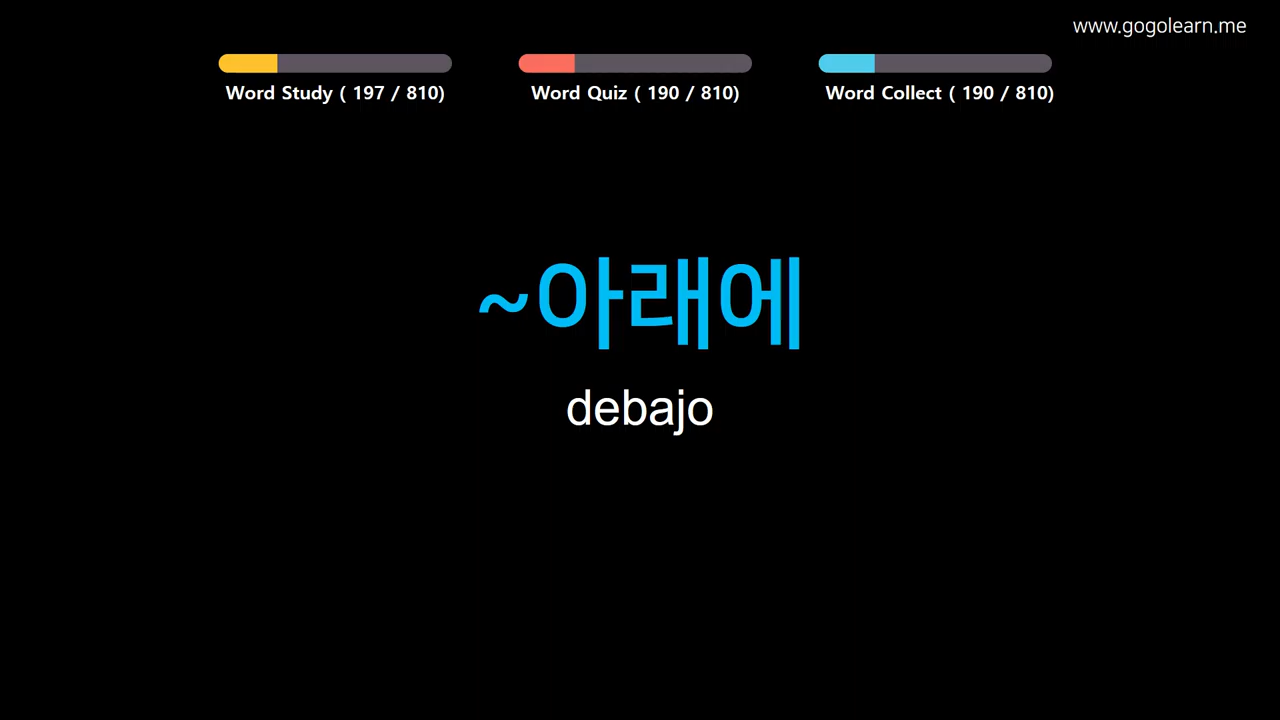 www.gogolearn.me
Word Study ( 197 / 810)
Word Quiz ( 190 / 810)
Word Collect ( 190 / 810)
~아래에
debajo